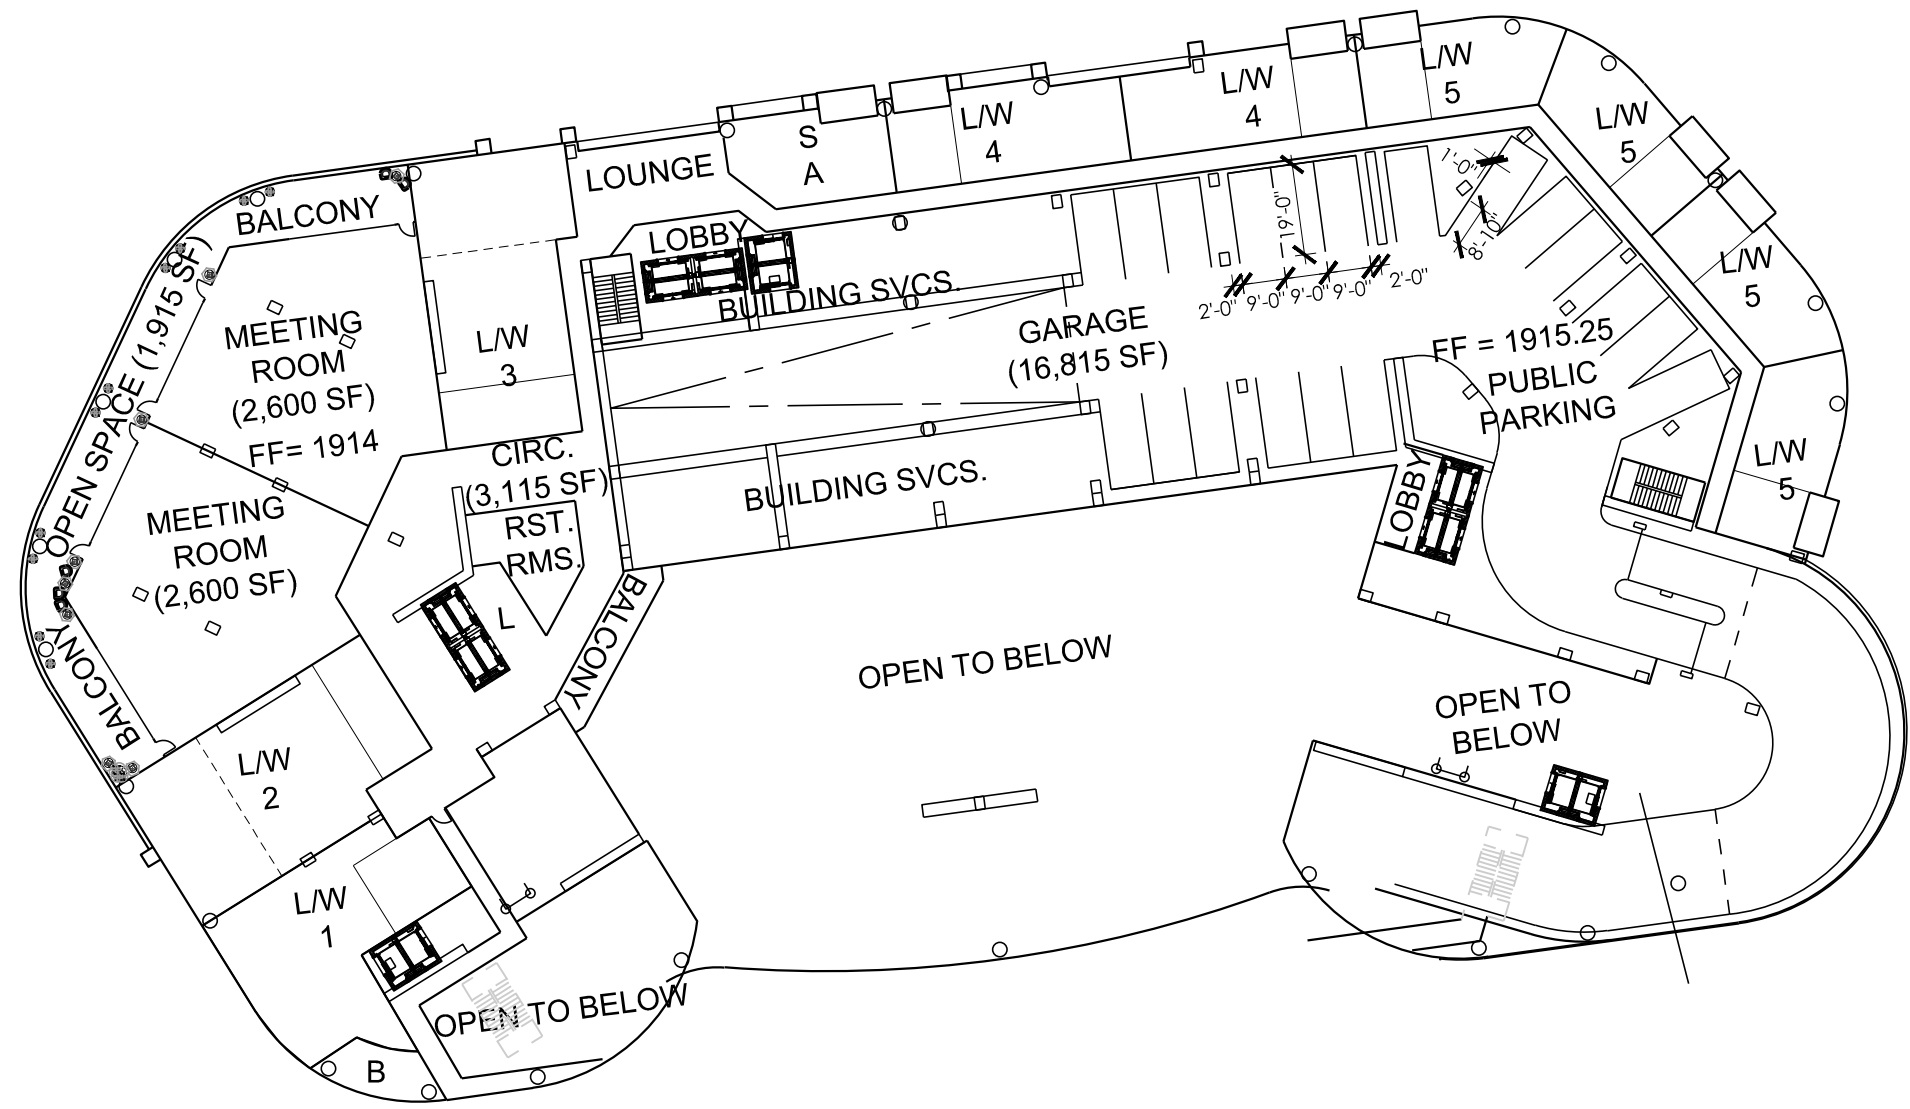 L/W
5
L/W
4
L/W
4
S
A
L/W
5
LOUNGE
BALCONY
LOBBY
1'-0"
19'-0"
8'-10"
L/W
5
BUILDING SVCS.
2'-0"
9'-0"
9'-0"
9'-0"
2'-0"
OPEN SPACE (1,915 SF)
MEETING
ROOM
(2,600 SF)
FF= 1914
L/W
3
GARAGE
(16,815 SF)
FF = 1915.25
PUBLIC
PARKING
L/W
5
CIRC.
(3,115 SF)
BUILDING SVCS.
LOBBY
MEETING
ROOM
(2,600 SF)
RST.
RMS.
L
BALCONY
BALCONY
OPEN TO BELOW
OPEN TO
BELOW
L/W
2
L/W
1
OPEN TO BELOW
B